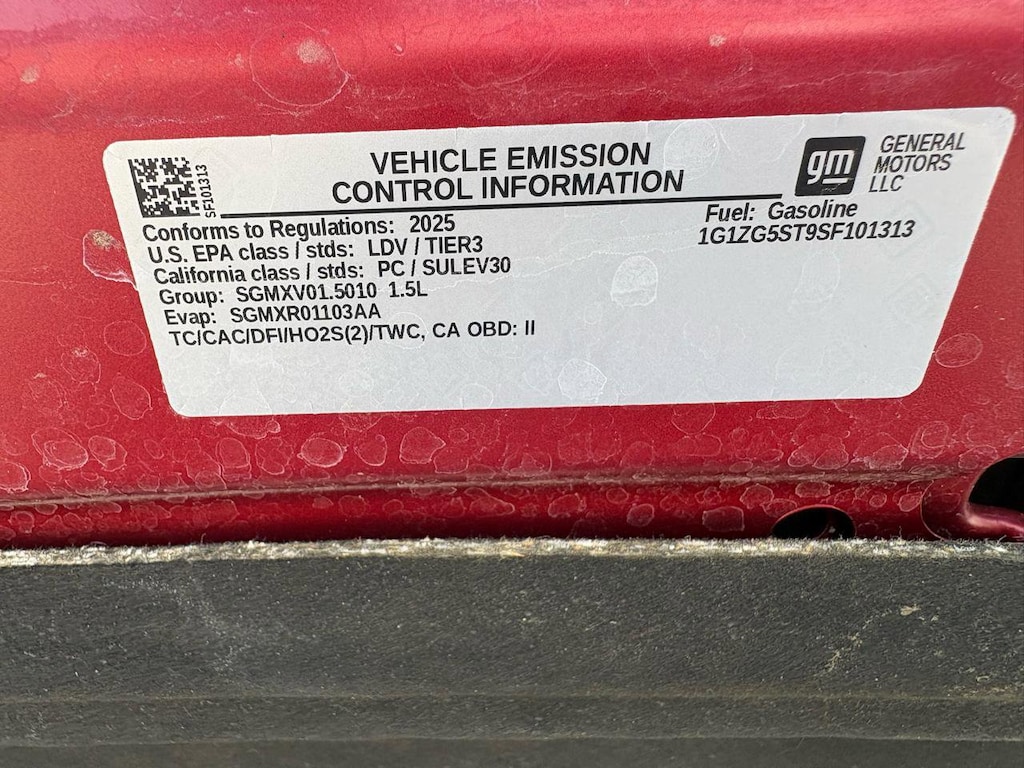 VEHICLE EMISSION
CONTROL INFORMATION
gm
GENERAL
MOTORS
LLC
SF101313
Conforms to Regulations: 2025
U.S. EPA class / stds: LDV / TIER3
California class / stds: PC / SULEV30
Group: SGMXV01.5010 1.5L
Evap: SGMXR01103AA
TC/CAC/DFI/HO2S(2)/TWC, CA OBD: II
Fuel: Gasoline
1G1ZG5ST9SF101313